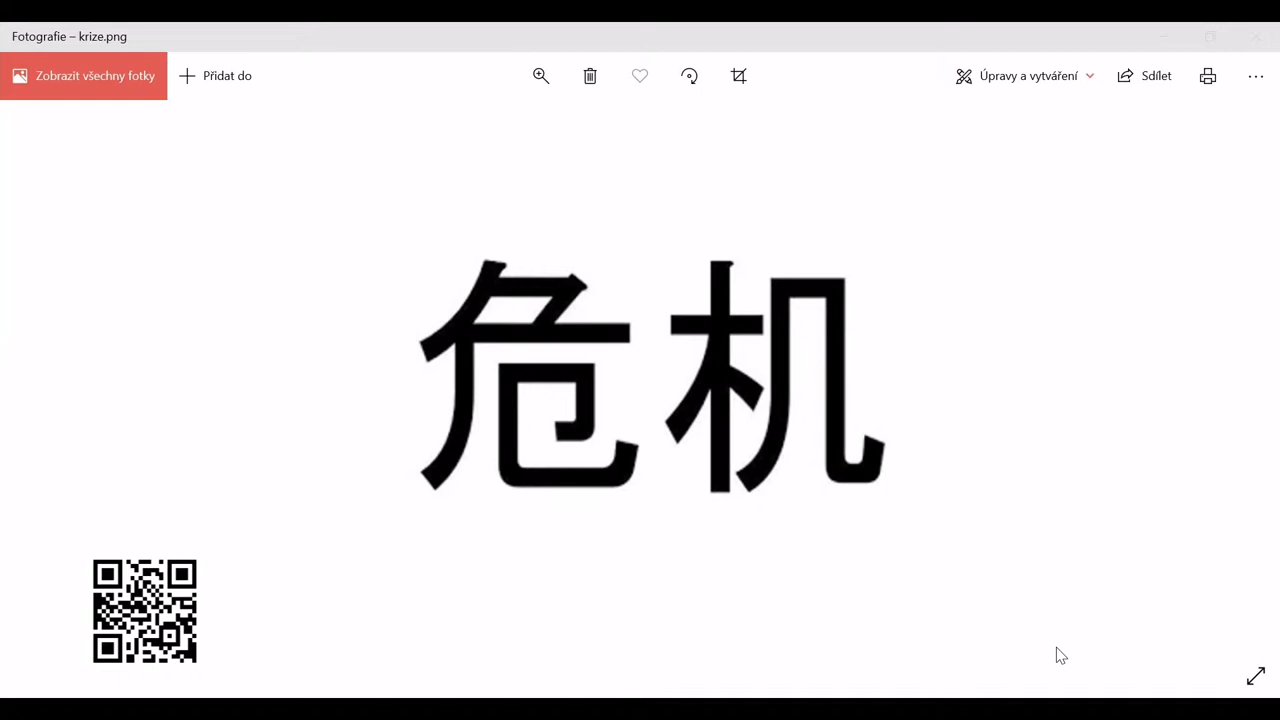 Fotografie – krize.png
Zobrazit všechny fotky
Přidat do
Úpravy a vytváření
Sdílet
危机